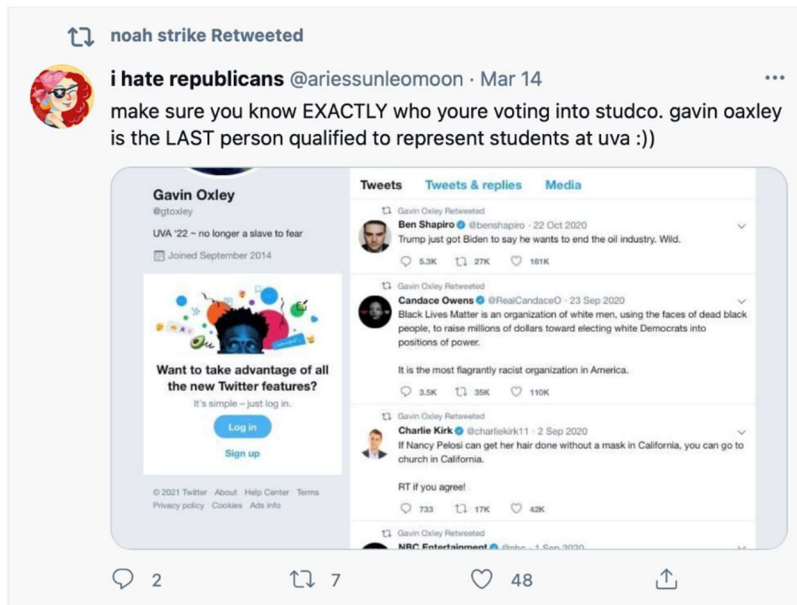 noah strike Retweeted
i hate republicans @ariessunleomoon · Mar 14
make sure you know EXACTLY who youre voting into studco. gavin oaxley
is the LAST person qualified to represent students at uva :))
Gavin Oxley
@gtoxley
UVA '22 ~ no longer a slave to fear
Joined September 2014
Want to take advantage of all
the new Twitter features?
It's simple – just log in.
Log in
Sign up
© 2021 Twitter About Help Center Terms
Privacy policy Cookies Ads info
Tweets Tweets & replies Media
Gavin Oxley Retweeted
Ben Shapiro @benshapiro · 22 Oct 2020
Trump just got Biden to say he wants to end the oil industry. Wild.
5.3K 27K 161K
Gavin Oxley Retweeted
Candace Owens @RealCandaceO · 23 Sep 2020
Black Lives Matter is an organization of white men, using the faces of dead black
people, to raise millions of dollars toward electing white Democrats into
positions of power.
It is the most flagrantly racist organization in America.
3.5K 35K 110K
Gavin Oxley Retweeted
Charlie Kirk @charliekirk11 · 2 Sep 2020
If Nancy Pelosi can get her hair done without a mask in California, you can go to
church in California.
RT if you agree!
733 17K 42K
Gavin Oxley Retweeted
NBC Entertainment @nbc · 1 Sep 2020
2 7 48